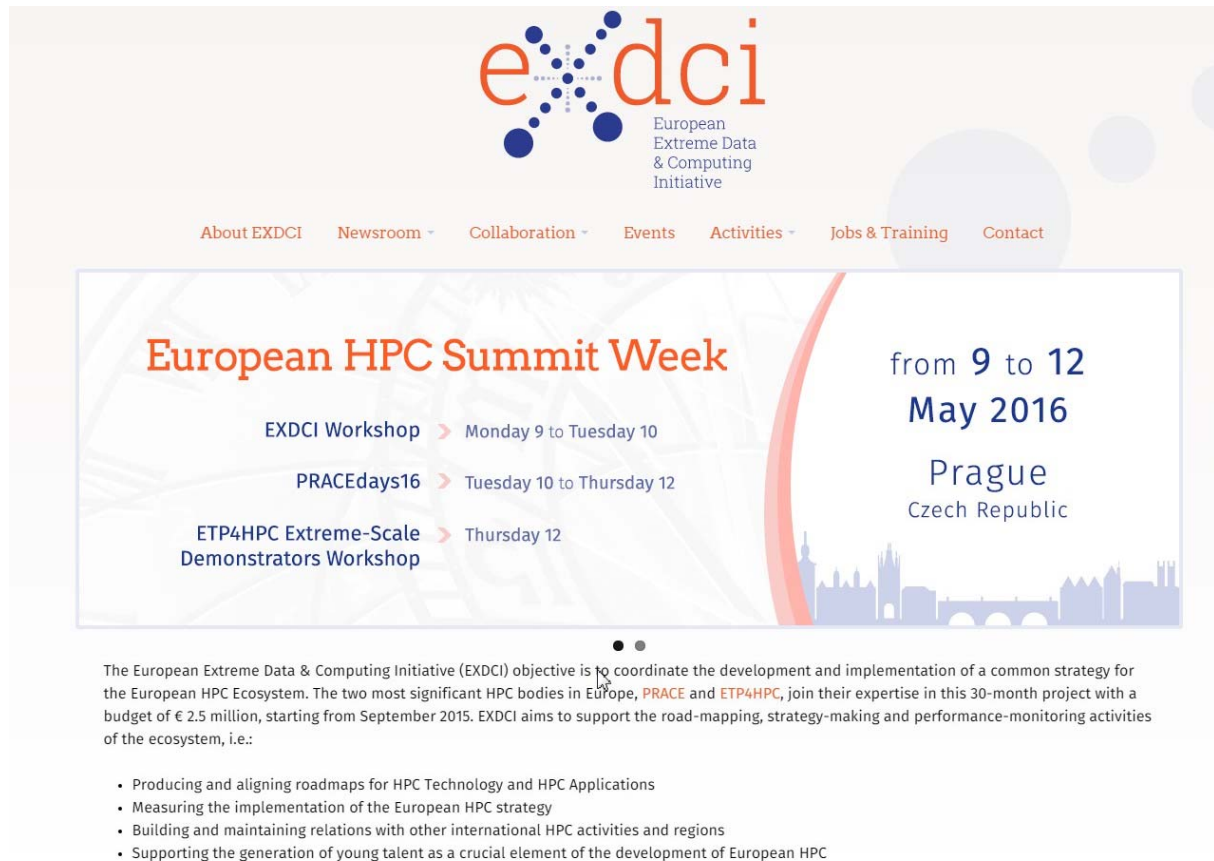 exdci
European
Extreme Data
& Computing
Initiative
About EXDCI Newsroom Collaboration Events Activities Jobs & Training Contact
European HPC Summit Week
EXDCI Workshop Monday 9 to Tuesday 10
PRACEdays16 Tuesday 10 to Thursday 12
ETP4HPC Extreme-Scale Thursday 12
Demonstrators Workshop
from 9 to 12
May 2016
Prague
Czech Republic
The European Extreme Data & Computing Initiative (EXDCI) objective is to coordinate the development and implementation of a common strategy for
the European HPC Ecosystem. The two most significant HPC bodies in Europe, PRACE and ETP4HPC, join their expertise in this 30-month project with a
budget of € 2.5 million, starting from September 2015. EXDCI aims to support the road-mapping, strategy-making and performance-monitoring activities
of the ecosystem, i.e.:
• Producing and aligning roadmaps for HPC Technology and HPC Applications
• Measuring the implementation of the European HPC strategy
• Building and maintaining relations with other international HPC activities and regions
• Supporting the generation of young talent as a crucial element of the development of European HPC